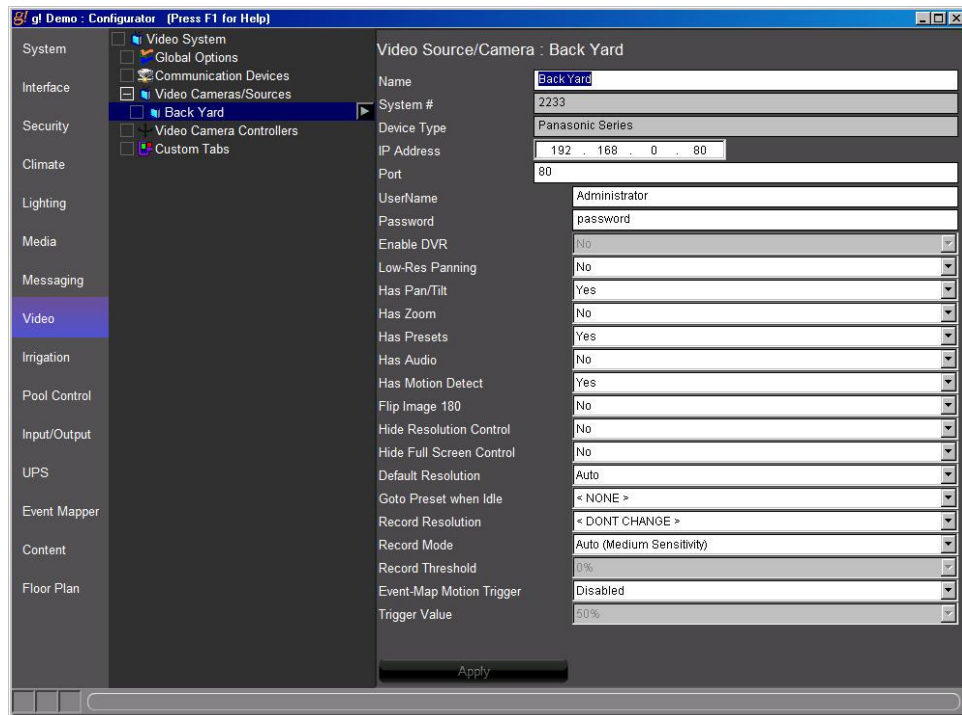 g! g! Demo : Configurator (Press F1 for Help)
System
Interface
Security
Climate
Lighting
Media
Messaging
Video
Irrigation
Pool Control
Input/Output
UPS
Event Mapper
Content
Floor Plan
Video System
Global Options
Communication Devices
Video Cameras/Sources
Back Yard
Video Camera Controllers
Custom Tabs
Video Source/Camera : Back Yard
Name Back Yard
System # 2233
Device Type Panasonic Series
IP Address 192 . 168 . 0 . 80
Port 80
UserName Administrator
Password password
Enable DVR No
Low-Res Panning No
Has Pan/Tilt Yes
Has Zoom No
Has Presets Yes
Has Audio No
Has Motion Detect Yes
Flip Image 180 No
Hide Resolution Control No
Hide Full Screen Control No
Default Resolution Auto
Goto Preset when Idle < NONE >
Record Resolution < DONT CHANGE >
Record Mode Auto (Medium Sensitivity)
Record Threshold 0%
Event-Map Motion Trigger Disabled
Trigger Value 50%
Apply